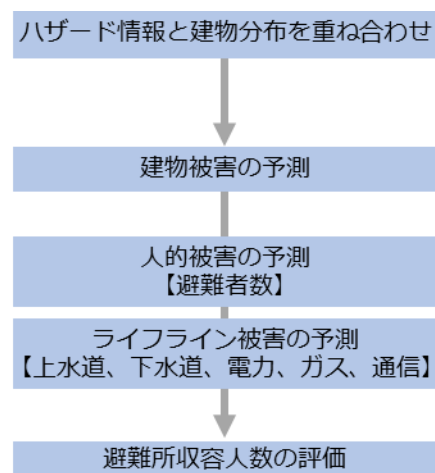 ハザード情報と建物分布を重ね合わせ
建物被害の予測
人的被害の予測
【避難者数】
ライフライン被害の予測
【上水道、下水道、電力、ガス、通信】
避難所収容人数の評価